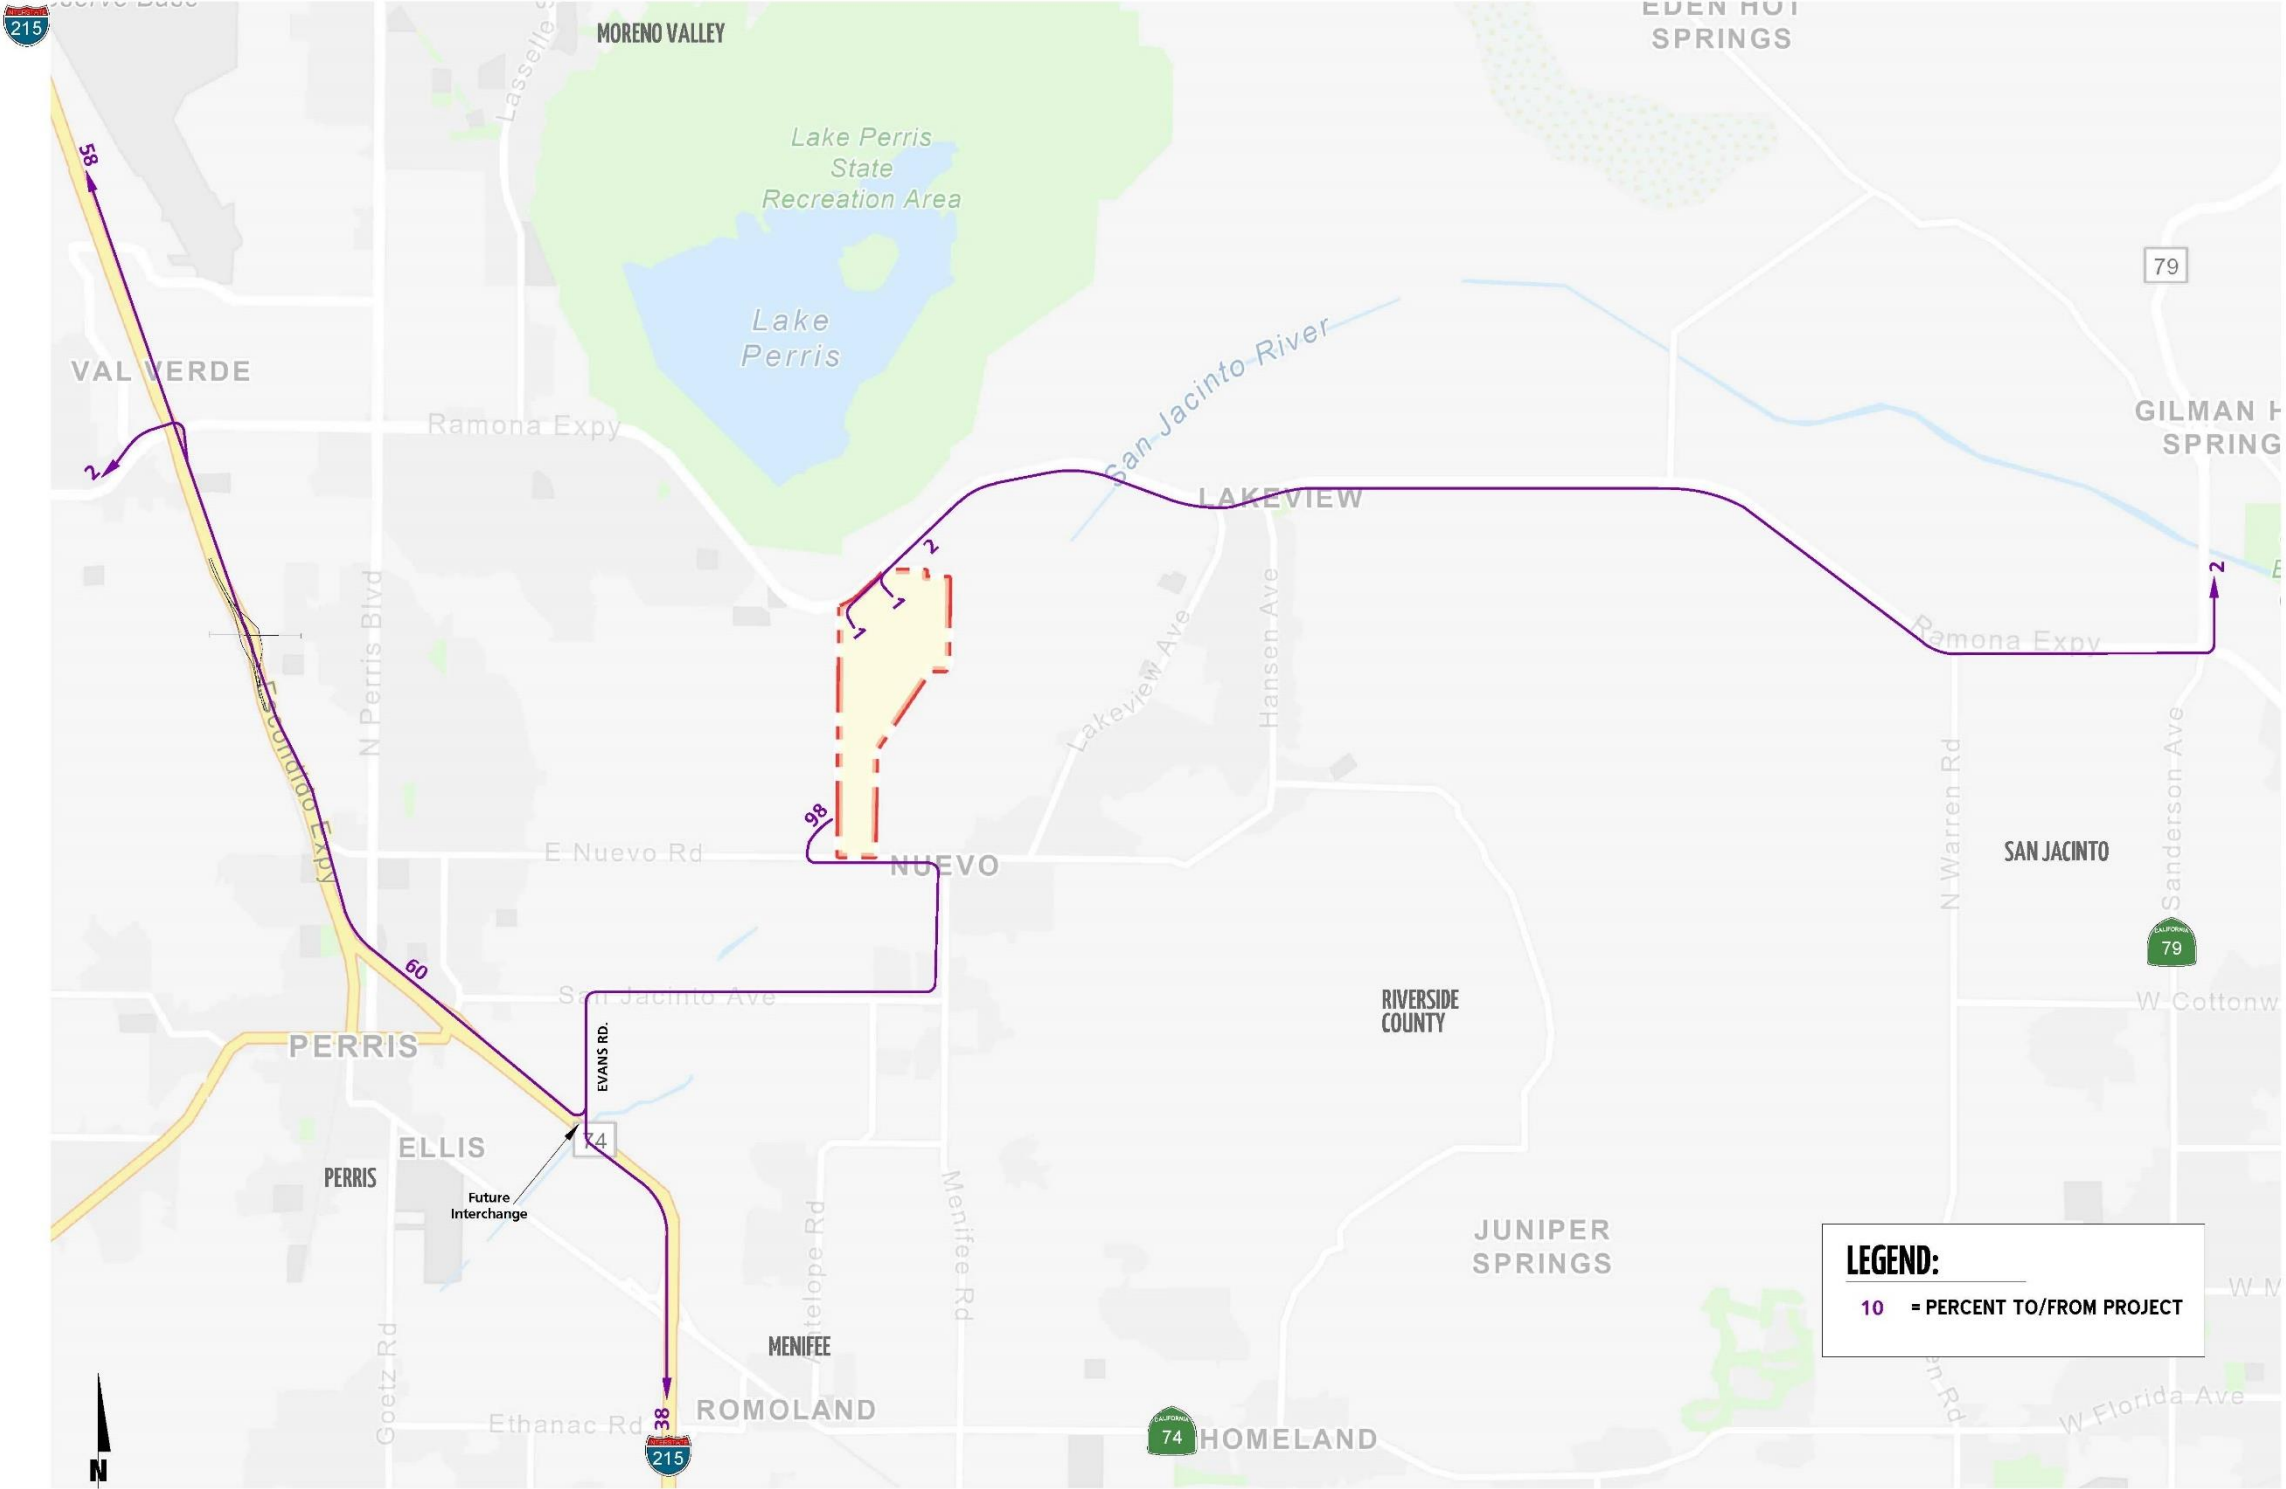 215
MORENO VALLEY
EDEN HOT
SPRINGS
58
Lake Perris
State
Recreation Area
79
Lake
Perris
San Jacinto River
VAL VERDE
Ramona Expy
2
GILMAN H
SPRING
LAKEVIEW
2
1
1
2
Ramona Expy
N Perris Blvd
Escondido Expy
Lakeview Ave
Hansen Ave
N Warren Rd
Sanderson Ave
98
E Nuevo Rd
NUEVO
SAN JACINTO
CALIFORNIA
79
60
San Jacinto Ave
RIVERSIDE
COUNTY
W Cottonw
PERRIS
EVANS RD.
74
ELLIS
PERRIS
Future
Interchange
Menifee Rd
JUNIPER
SPRINGS
LEGEND:
10 = PERCENT TO/FROM PROJECT
W M
Goetz Rd
MENIFEE
an Rd
38
ROMOLAND
Ethanac Rd
INTERSTATE
215
CALIFORNIA
74
HOMELAND
W Florida Ave
N